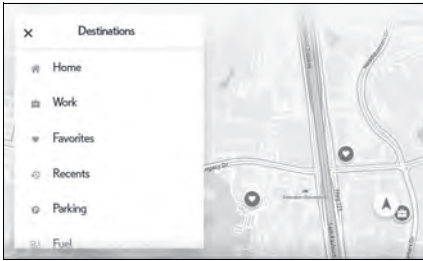 Destinations
Home
Work
Favorites
Recents
Parking
Fuel